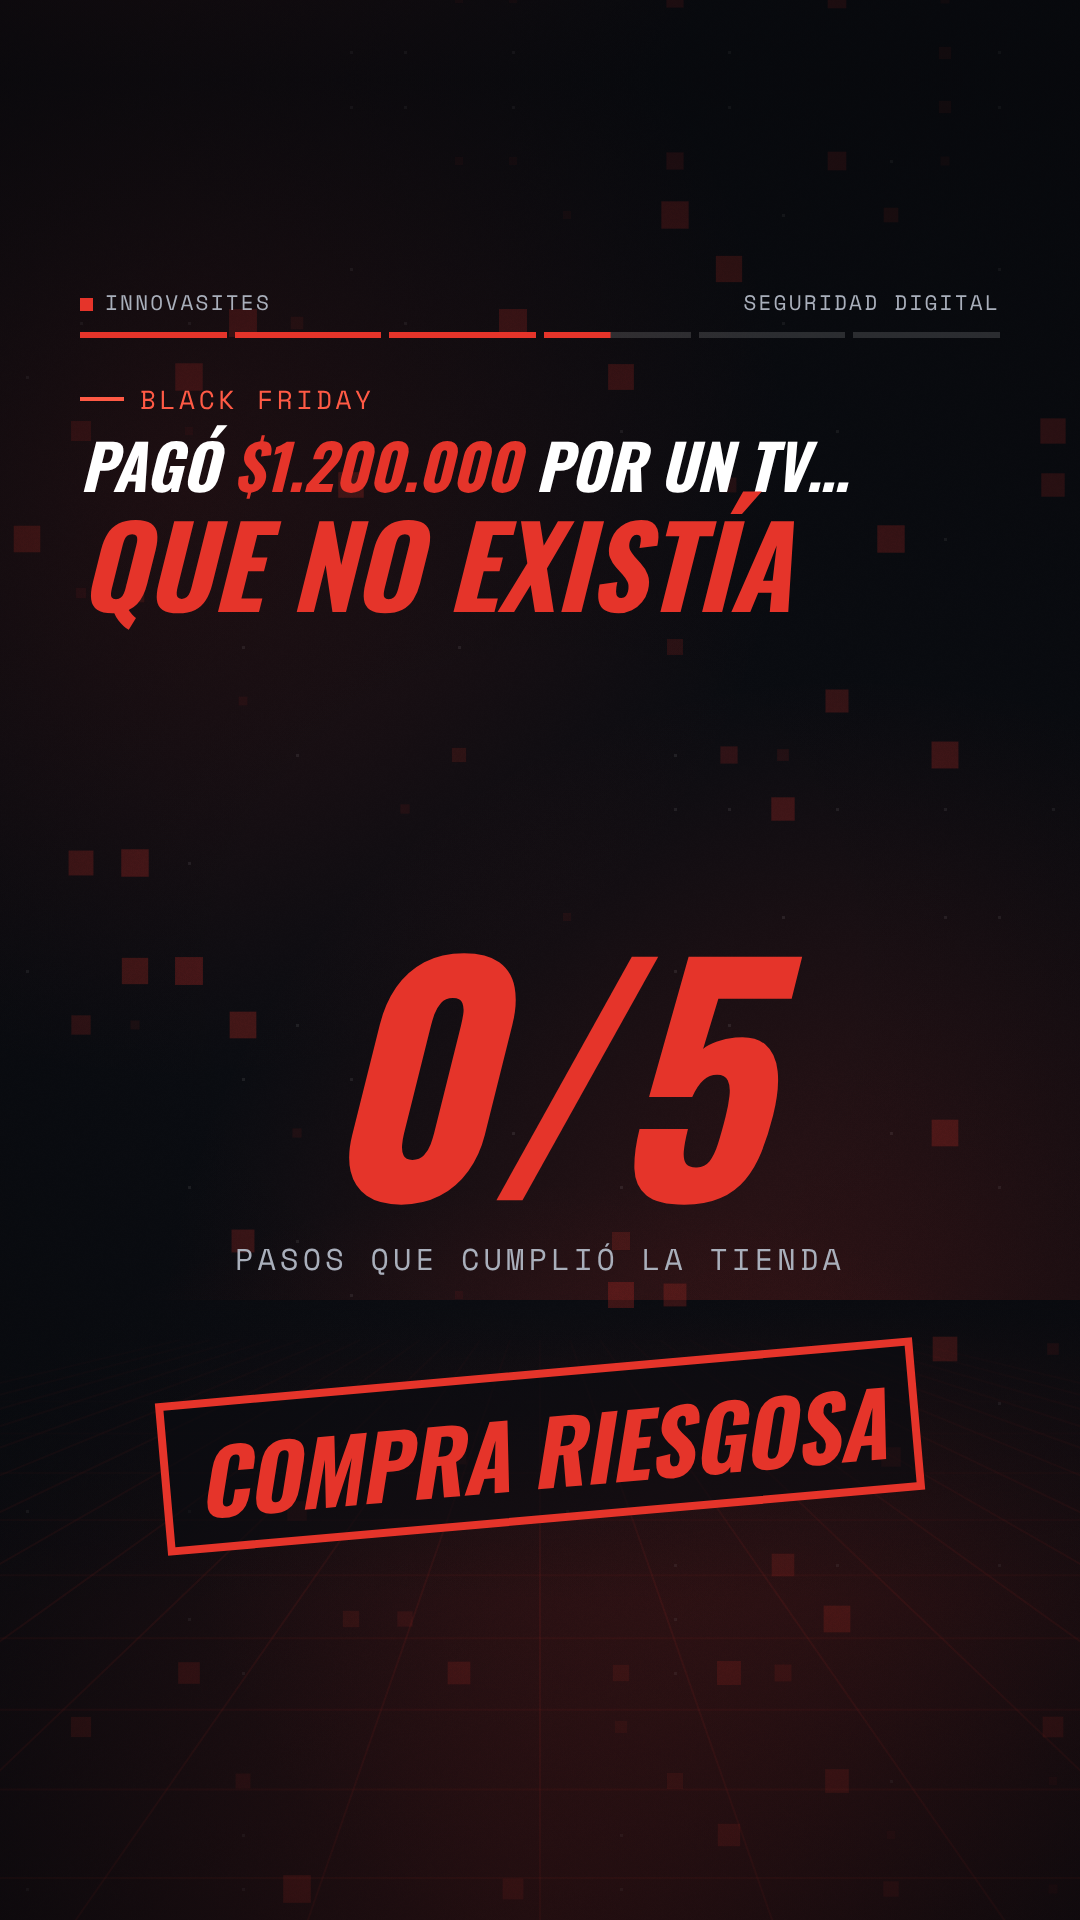 INNOVASITES
SEGURIDAD DIGITAL
BLACK FRIDAY
PAGÓ $1.200.000 POR UN TV...
QUE NO EXISTÍA
0/5
PASOS QUE CUMPLIÓ LA TIENDA
COMPRA RIESGOSA